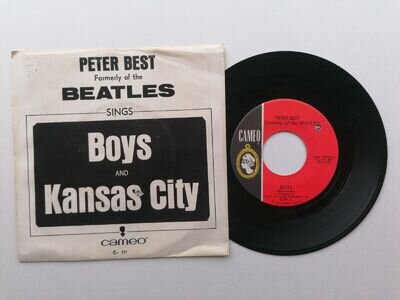 PETER BEST
Formerly of the
BEATLES
SINGS
Boys
AND
Kansas City
cameo
C- 391
CAMEO
PETER BEST
Formerly of the BEATLES
BOYS